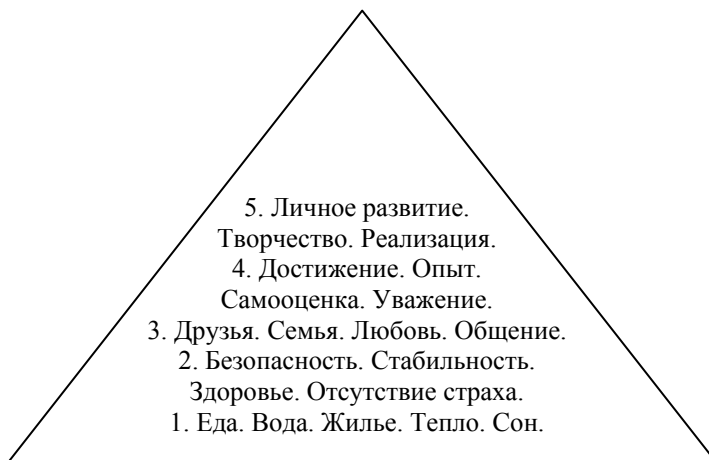 5. Личное развитие.
Творчество. Реализация.
4. Достижение. Опыт.
Самооценка. Уважение.
3. Друзья. Семья. Любовь. Общение.
2. Безопасность. Стабильность.
Здоровье. Отсутствие страха.
1. Еда. Вода. Жилье. Тепло. Сон.